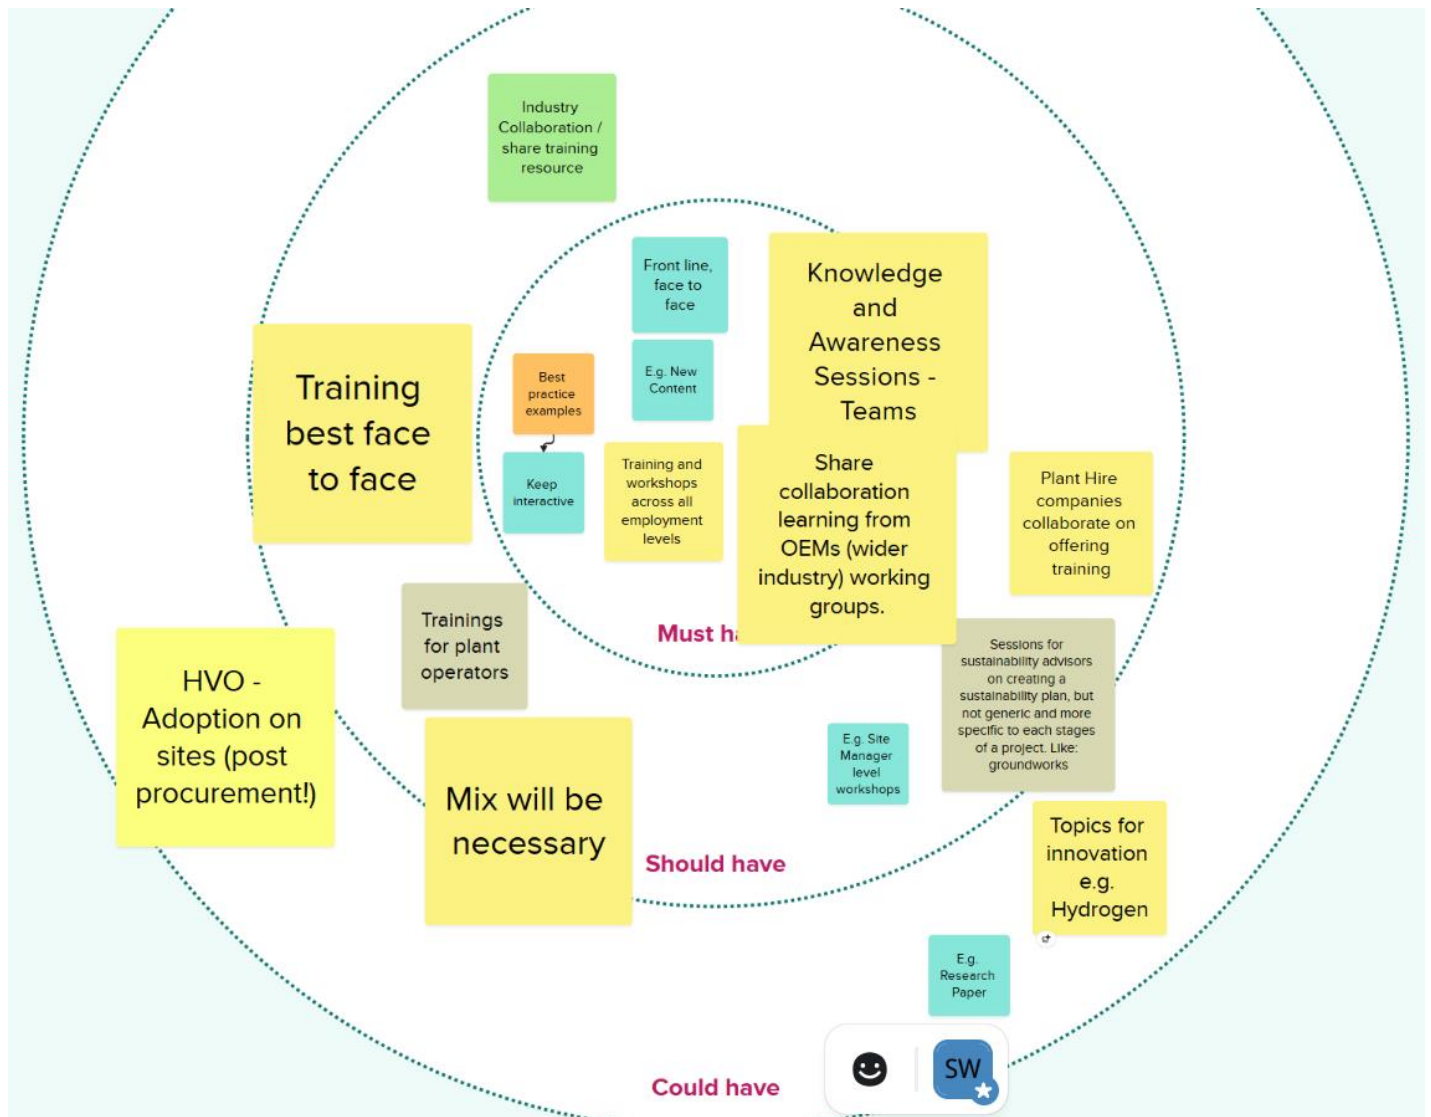 Industry
Collaboration /
share training
resource
Front line,
face to
face
Knowledge
and
Awareness
Sessions -
Teams
Training
best face
to face
Best
practice
examples
E.g. New
Content
Keep
interactive
Training and
workshops
across all
employment
levels
Share
collaboration
learning from
OEMs (wider
industry) working
groups.
Plant Hire
companies
collaborate on
offering
training
Must ha
Trainings
for plant
operators
Sessions for
sustainability advisors
on creating a
sustainability plan, but
not generic and more
specific to each stages
of a project. Like:
groundworks
HVO -
Adoption on
sites (post
procurement!)
Mix will be
necessary
E.g. Site
Manager
level
workshops
Should have
Topics for
innovation
e.g.
Hydrogen
E.g.
Research
Paper
SW
Could have